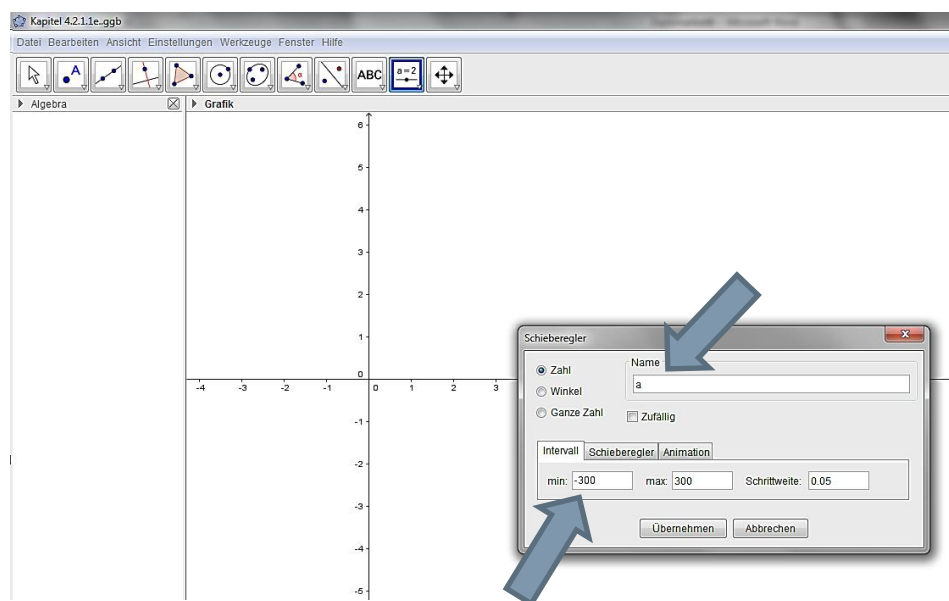 Kapitel 4.2.1.1e..ggb
Datei Bearbeiten Ansicht Einstellungen Werkzeuge Fenster Hilfe
A
α
ABC
a=2
Algebra
Grafik
6
5
4
3
2
1
0
-4 -3 -2 -1 0 1 2 3
-1
-2
-3
-4
-5
Schieberegler
Zahl
Winkel
Ganze Zahl
Name
a
Zufällig
Intervall Schieberegler Animation
min: -300 max: 300 Schrittweite: 0.05
Übernehmen Abbrechen